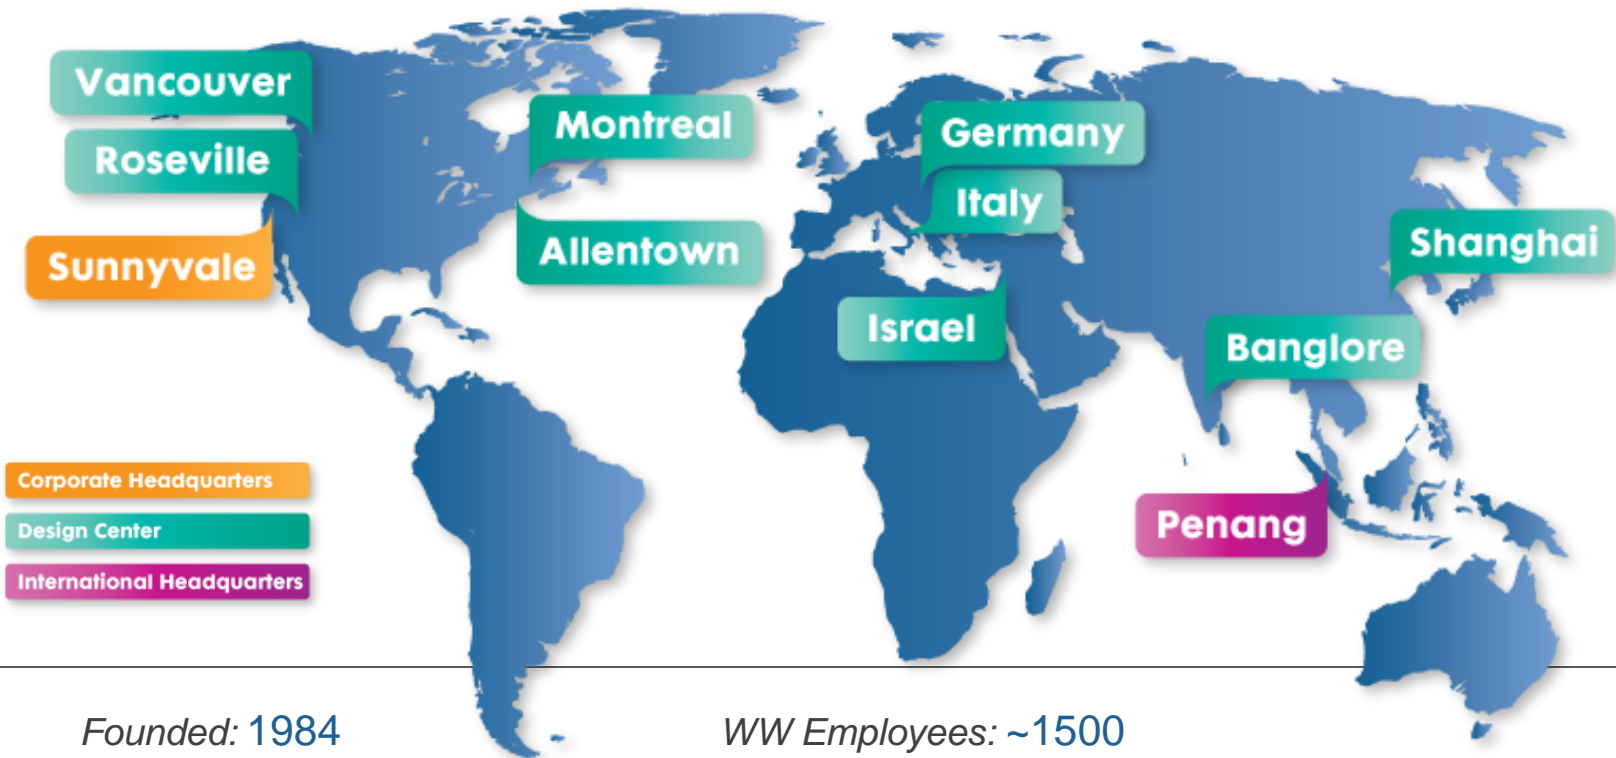 Vancouver
Roseville
Sunnyvale
Montreal
Allentown
Germany
Italy
Israel
Shanghai
Banglore
Penang
Corporate Headquarters
Design Center
International Headquarters
Founded: 1984
WW Employees: ~1500